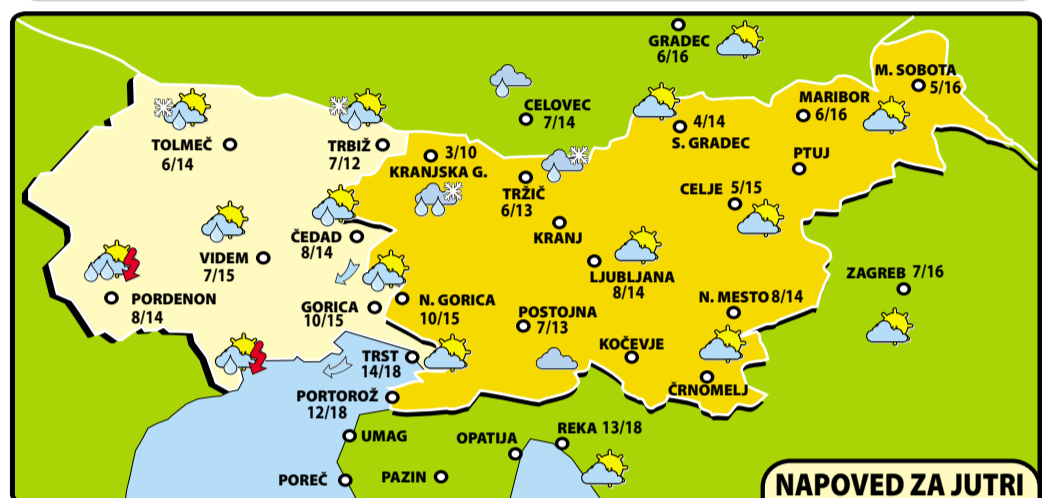 GRADEC
6/16
M. SOBOTA
5/16
CELOVEC
7/14
MARIBOR
6/16
4/14
S. GRADEC
TOLMEČ
6/14
TRBIŽ
7/12
3/10
KRANJSKA G.
PTUJ
TRŽIČ
6/13
CELJE 5/15
KRANJ
ČEDAD
8/14
VIDEM
7/15
LJUBLJANA
8/14
ZAGREB 7/16
PORDENON
8/14
GORICA
10/15
N. GORICA
10/15
N. MESTO 8/14
POSTOJNA
7/13
KOČEVJE
TRST
14/18
ČRNOMELJ
PORTOROŽ
12/18
UMAG
OPATIJA
REKA 13/18
POREČ
PAZIN
NAPOVED ZA JUTRI